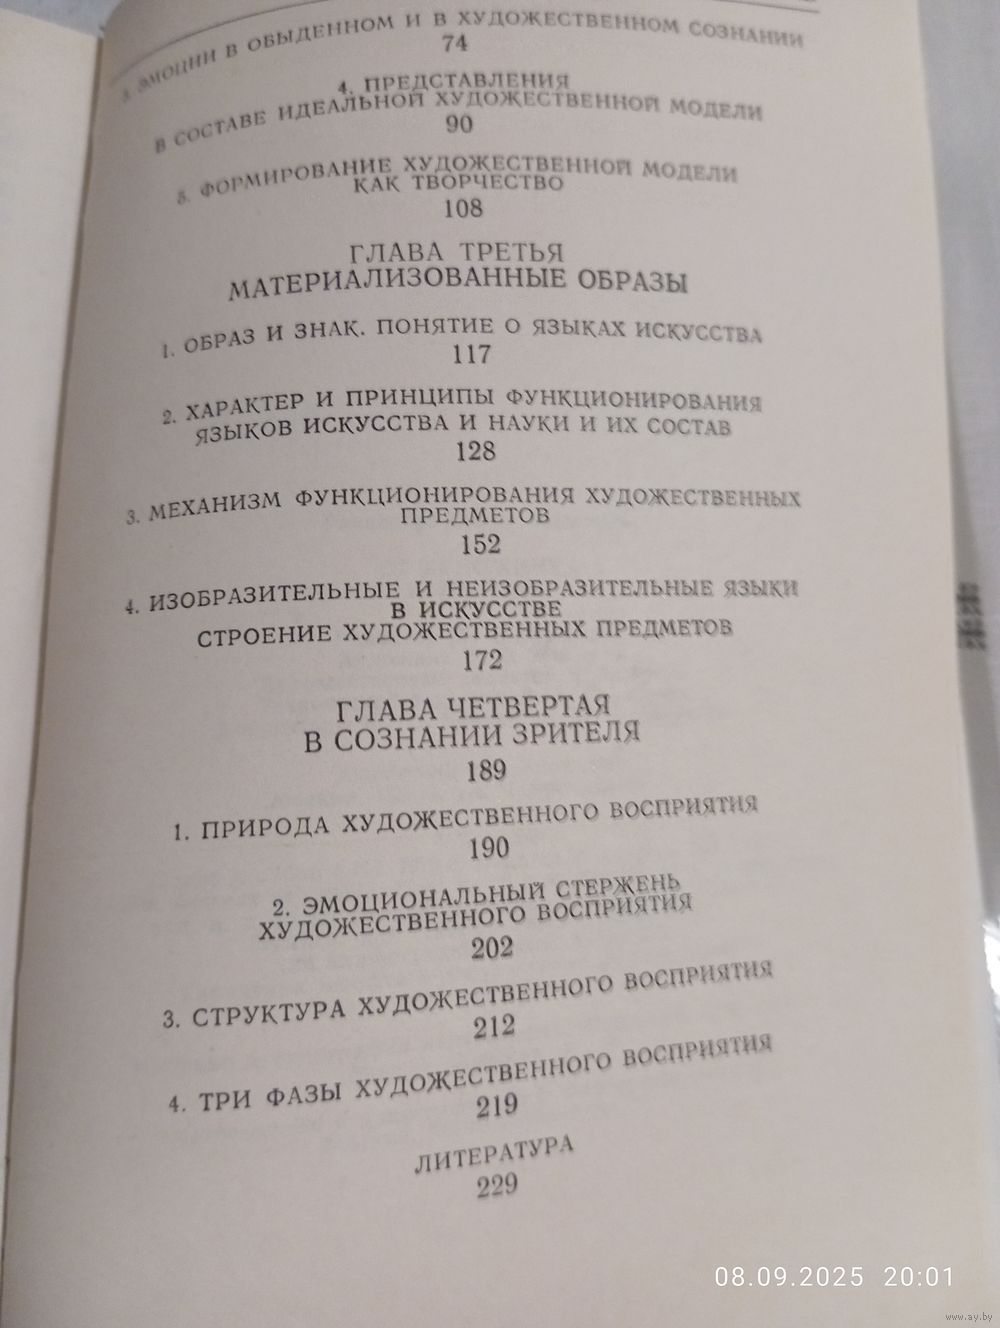 3. ЭМОЦИИ В ОБЫДЕННОМ И В ХУДОЖЕСТВЕННОМ СОЗНАНИИ
74
4. ПРЕДСТАВЛЕНИЯ
В СОСТАВЕ ИДЕАЛЬНОЙ ХУДОЖЕСТВЕННОЙ МОДЕЛИ
90
5. ФОРМИРОВАНИЕ ХУДОЖЕСТВЕННОЙ МОДЕЛИ
КАК ТВОРЧЕСТВО
108
ГЛАВА ТРЕТЬЯ
МАТЕРИАЛИЗОВАННЫЕ ОБРАЗЫ
1. ОБРАЗ И ЗНАК. ПОНЯТИЕ О ЯЗЫКАХ ИСКУССТВА
117
2. ХАРАКТЕР И ПРИНЦИПЫ ФУНКЦИОНИРОВАНИЯ
ЯЗЫКОВ ИСКУССТВА И НАУКИ И ИХ СОСТАВ
128
3. МЕХАНИЗМ ФУНКЦИОНИРОВАНИЯ ХУДОЖЕСТВЕННЫХ
ПРЕДМЕТОВ
152
4. ИЗОБРАЗИТЕЛЬНЫЕ И НЕИЗОБРАЗИТЕЛЬНЫЕ ЯЗЫКИ
В ИСКУССТВЕ
СТРОЕНИЕ ХУДОЖЕСТВЕННЫХ ПРЕДМЕТОВ
172
ГЛАВА ЧЕТВЕРТАЯ
В СОЗНАНИИ ЗРИТЕЛЯ
189
1. ПРИРОДА ХУДОЖЕСТВЕННОГО ВОСПРИЯТИЯ
190
2. ЭМОЦИОНАЛЬНЫЙ СТЕРЖЕНЬ
ХУДОЖЕСТВЕННОГО ВОСПРИЯТИЯ
202
3. СТРУКТУРА ХУДОЖЕСТВЕННОГО ВОСПРИЯТИЯ
212
4. ТРИ ФАЗЫ ХУДОЖЕСТВЕННОГО ВОСПРИЯТИЯ
219
ЛИТЕРАТУРА
229
08.09.2025 20:01
www.ay.by